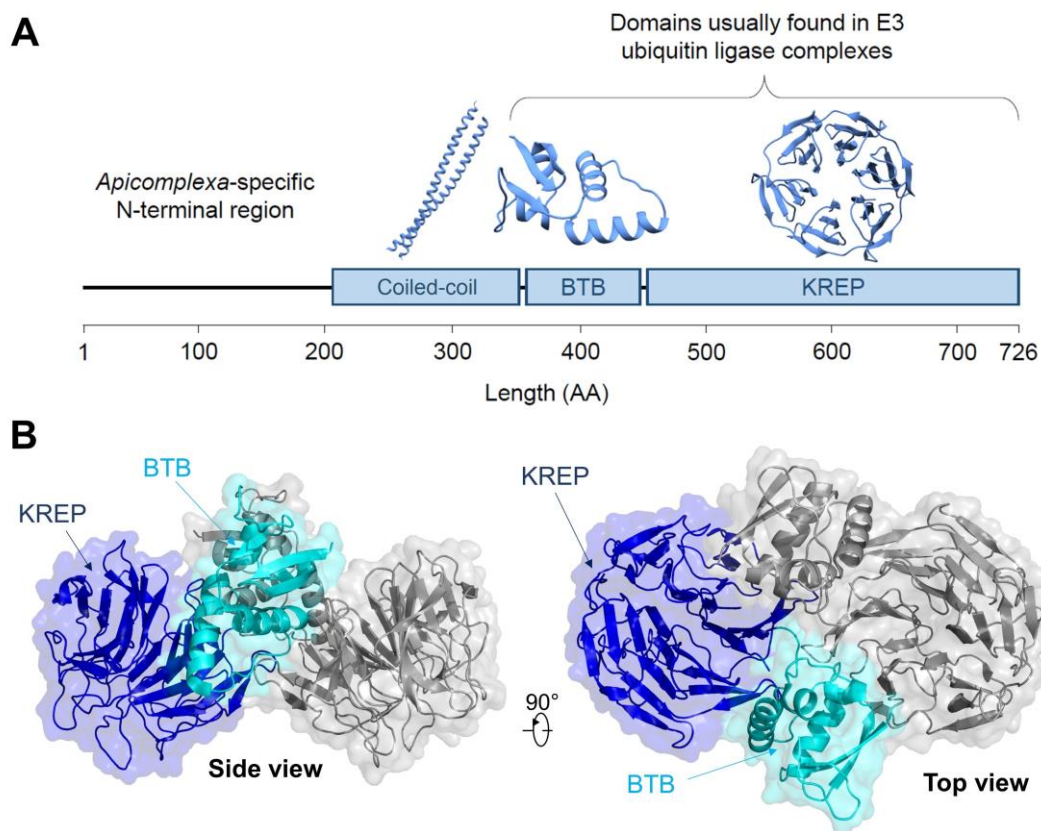 A
Domains usually found in E3
ubiquitin ligase complexes
Apicomplexa-specific
N-terminal region
Coiled-coil
BTB
KREP
1
100
200
300
400
500
600
700
726
Length (AA)
B
KREP
BTB
Side view
90°
KREP
BTB
Top view